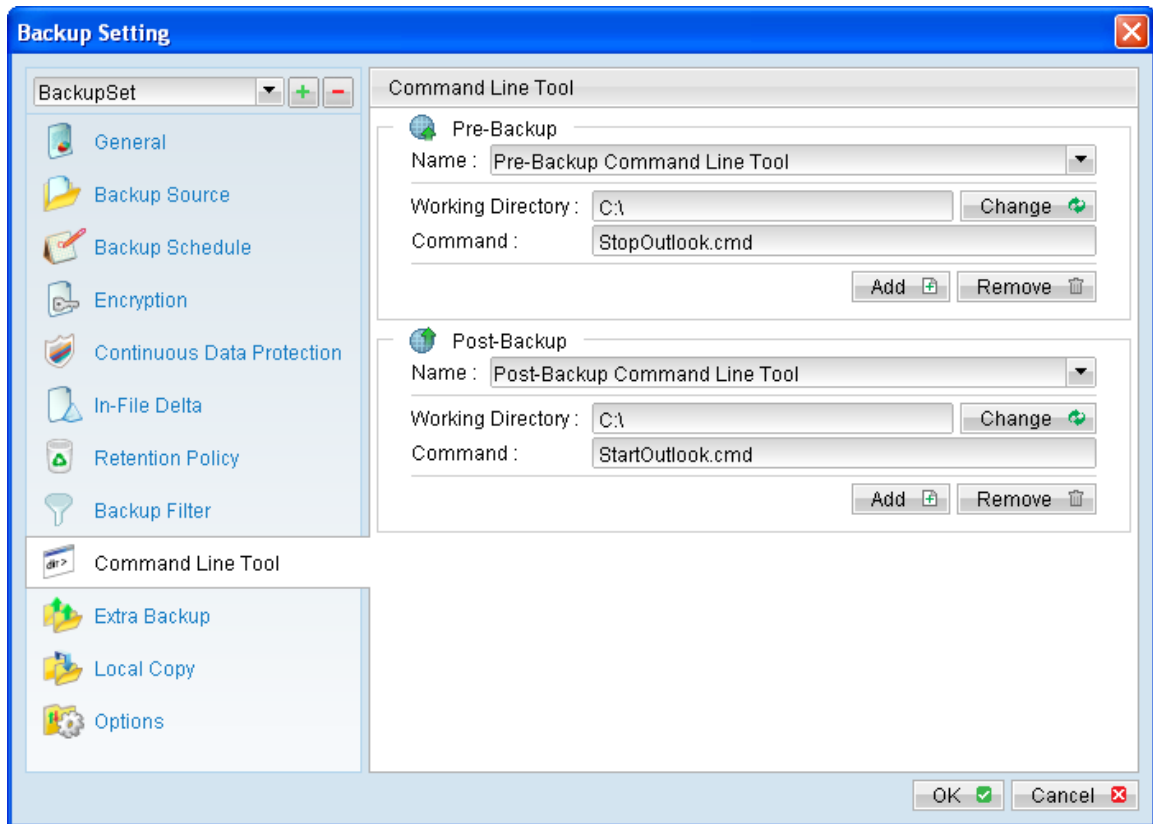 Backup Setting
BackupSet
General
Backup Source
Backup Schedule
Encryption
Continuous Data Protection
In-File Delta
Retention Policy
Backup Filter
dir>
Command Line Tool
Extra Backup
Local Copy
Options
Command Line Tool
Pre-Backup
Name : Pre-Backup Command Line Tool
Working Directory : C:\ Change
Command : StopOutlook.cmd
Add Remove
Post-Backup
Name : Post-Backup Command Line Tool
Working Directory : C:\ Change
Command : StartOutlook.cmd
Add Remove
OK Cancel